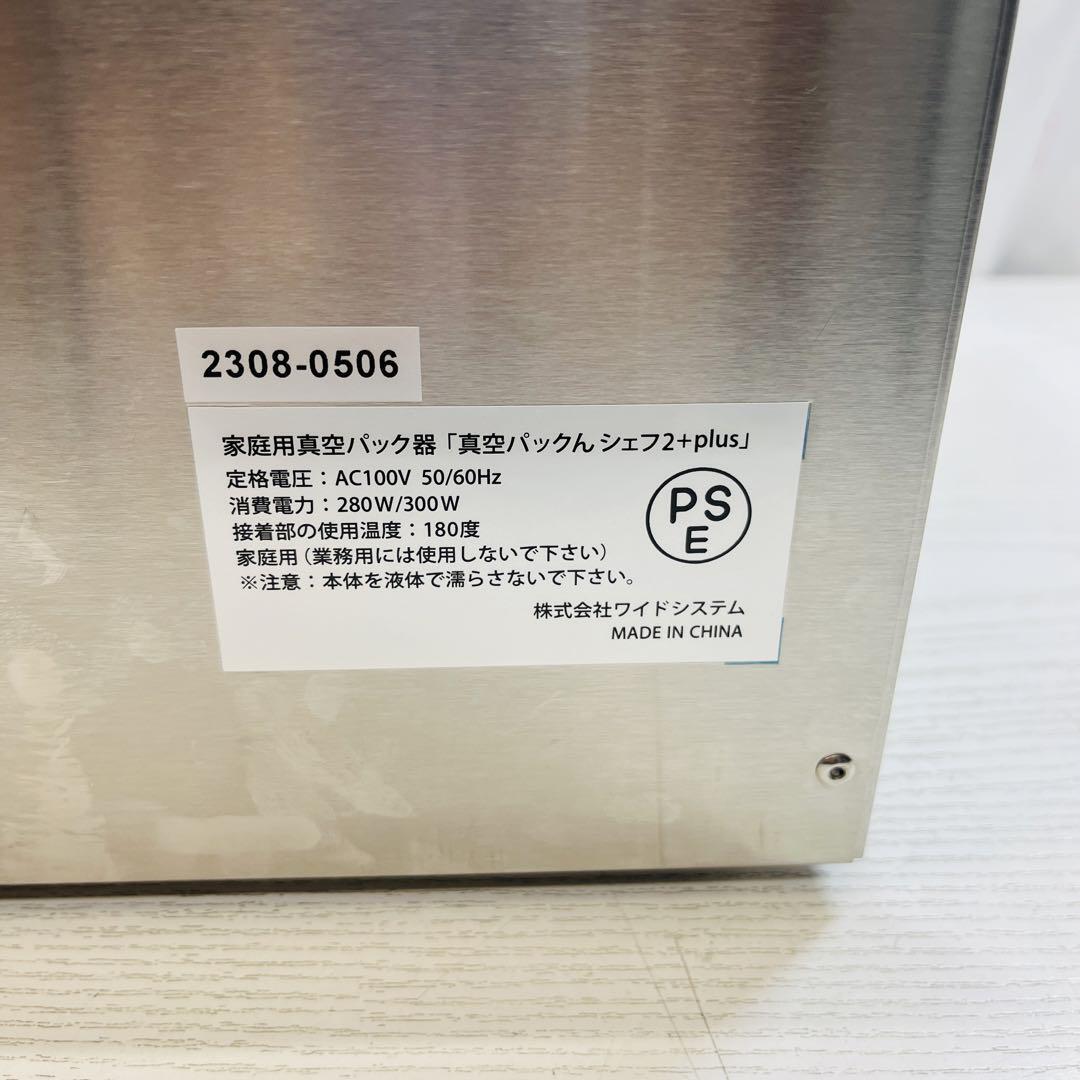 2308-0506
家庭用真空パック器「真空パックん シェフ2+plus」
定格電圧：AC100V 50/60Hz
消費電力：280W/300W
接着部の使用温度：180度
家庭用（業務用には使用しないで下さい）
※注意：本体を液体で濡らさないで下さい。
PS
E
株式会社ワイドシステム
MADE IN CHINA